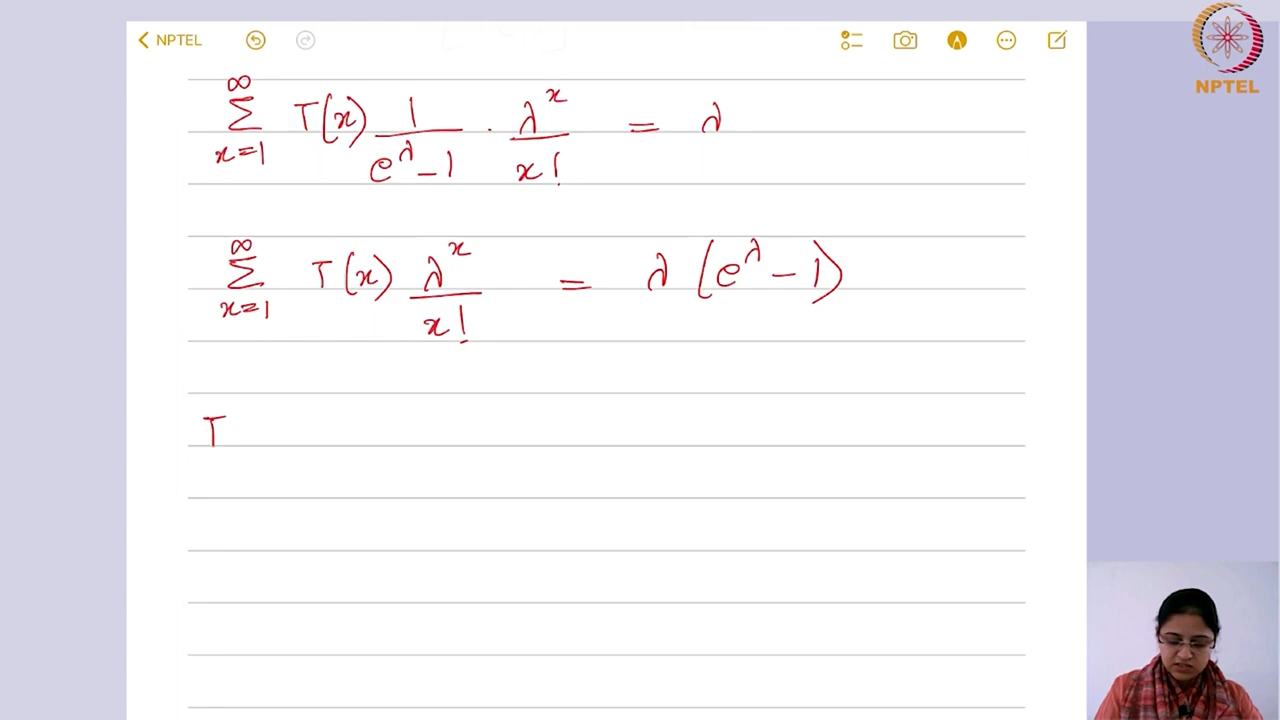 NPTEL
NPTEL
∞
Σ T(x) 1/(e^λ - 1) · λ^x/x! = λ
x=1
∞
Σ T(x) λ^x/x! = λ (e^λ - 1)
x=1
T